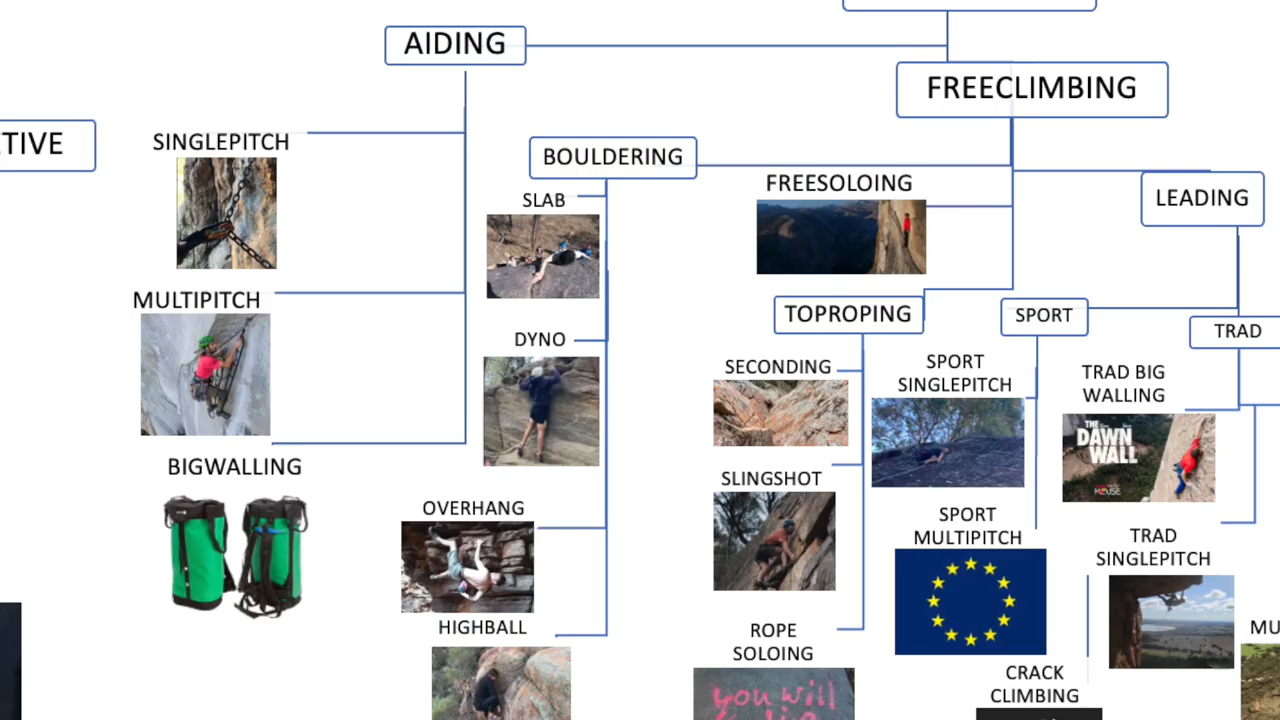 AIDING
FREECLIMBING
TIVE
SINGLEPITCH
BOULDERING
FREESOLOING
LEADING
SLAB
MULTIPITCH
TOPROPING
SPORT
TRAD
DYNO
SECONDING
SPORT
SINGLEPITCH
TRAD BIG
WALLING
THE
DAWN
WALL
HOUSE
BIGWALLING
SLINGSHOT
OVERHANG
SPORT
MULTIPITCH
TRAD
SINGLEPITCH
HIGHBALL
ROPE
SOLOING
MU
CRACK
CLIMBING
you will